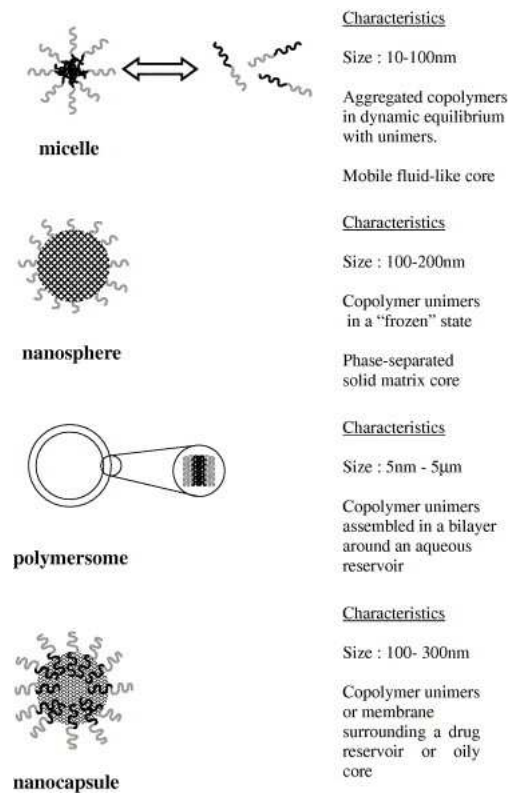 Characteristics
Size : 10-100nm
Aggregated copolymers
in dynamic equilibrium
with unimers.
micelle
Mobile fluid-like core
Characteristics
Size : 100-200nm
Copolymer unimers
in a “frozen” state
nanosphere
Phase-separated
solid matrix core
Characteristics
Size : 5nm - 5µm
Copolymer unimers
assembled in a bilayer
around an aqueous
reservoir
polymersome
Characteristics
Size : 100- 300nm
Copolymer unimers
or membrane
surrounding a drug
reservoir or oily
core
nanocapsule